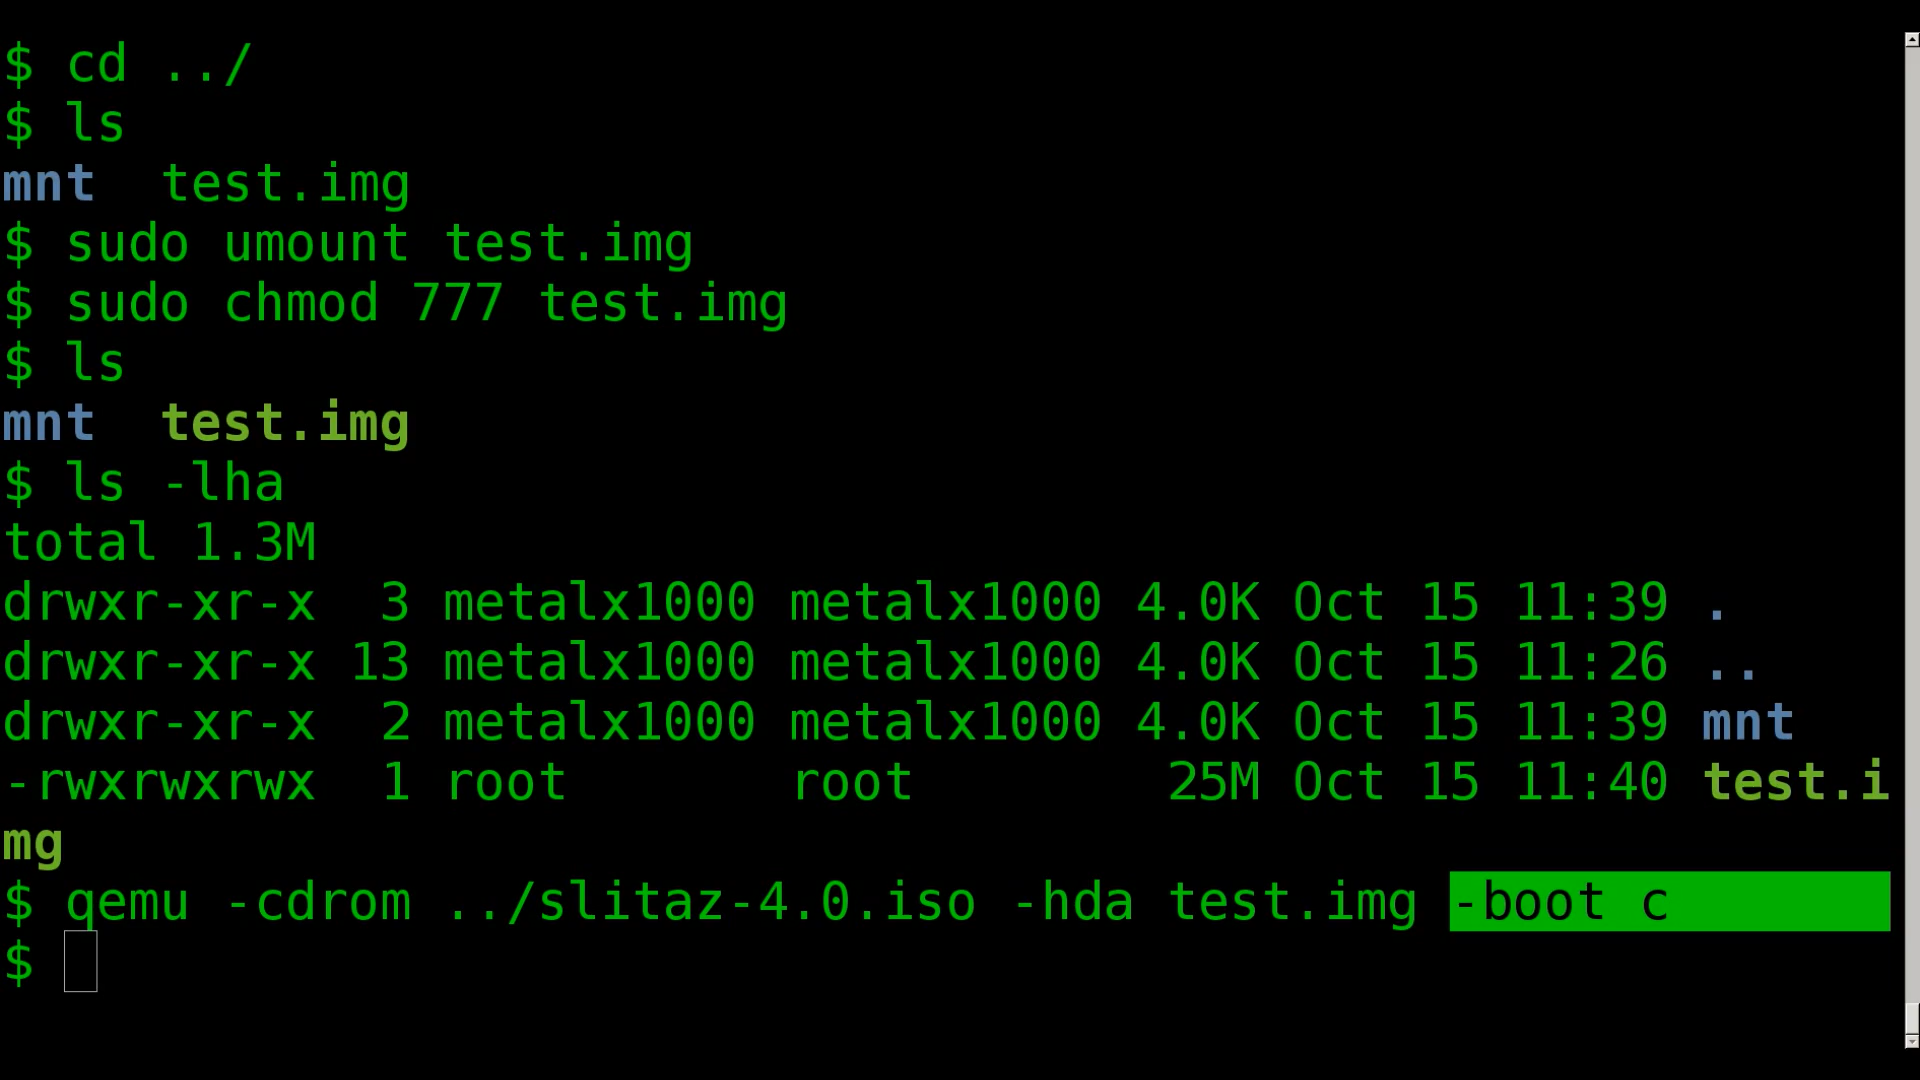 $ cd ../
$ ls
mnt  test.img
$ sudo umount test.img
$ sudo chmod 777 test.img
$ ls
mnt  test.img
$ ls -lha
total 1.3M
drwxr-xr-x  3 metalx1000 metalx1000 4.0K Oct 15 11:39 .
drwxr-xr-x 13 metalx1000 metalx1000 4.0K Oct 15 11:26 ..
drwxr-xr-x  2 metalx1000 metalx1000 4.0K Oct 15 11:39 mnt
-rwxrwxrwx  1 root       root        25M Oct 15 11:40 test.i
mg
$ qemu -cdrom ../slitaz-4.0.iso -hda test.img -boot c
$